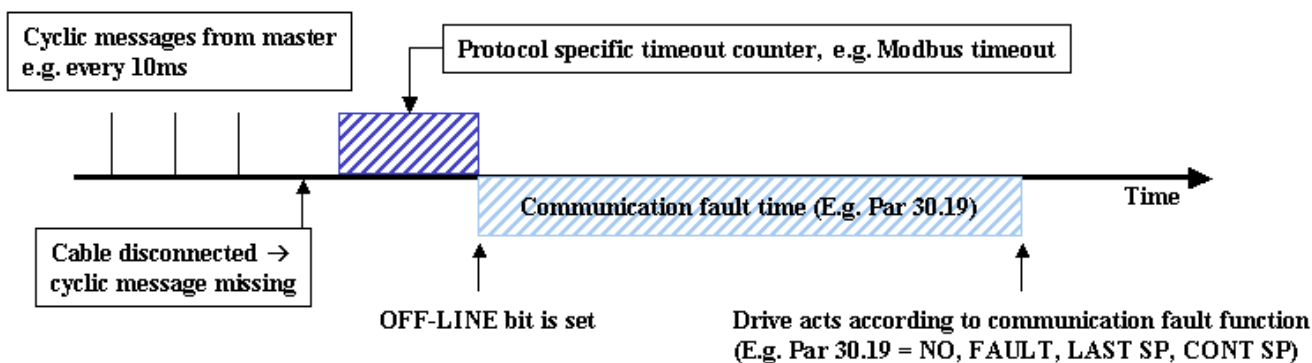 Cyclic messages from master
e.g. every 10ms
Protocol specific timeout counter, e.g. Modbus timeout
Communication fault time (E.g. Par 30.19)
Time
Cable disconnected →
cyclic message missing
OFF-LINE bit is set
Drive acts according to communication fault function
(E.g. Par 30.19 = NO, FAULT, LAST SP, CONT SP)